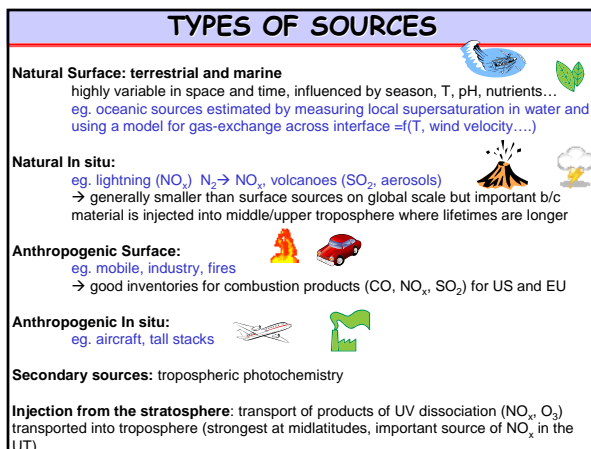 TYPES OF SOURCES
Natural Surface: terrestrial and marine
highly variable in space and time, influenced by season, T, pH, nutrients…
eg. oceanic sources estimated by measuring local supersaturation in water and
using a model for gas-exchange across interface =f(T, wind velocity….)
Natural In situ:
eg. lightning (NOx) N2→ NOx, volcanoes (SO2, aerosols)
→ generally smaller than surface sources on global scale but important b/c
material is injected into middle/upper troposphere where lifetimes are longer
Anthropogenic Surface:
eg. mobile, industry, fires
→ good inventories for combustion products (CO, NOx, SO2) for US and EU
Anthropogenic In situ:
eg. aircraft, tall stacks
Secondary sources: tropospheric photochemistry
Injection from the stratosphere: transport of products of UV dissociation (NOx, O3)
transported into troposphere (strongest at midlatitudes, important source of NOx in the
UT)